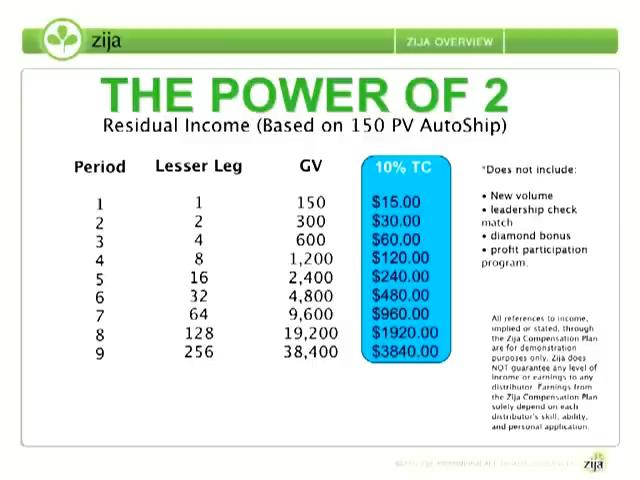 zija
ZIJA OVERVIEW
THE POWER OF 2
Residual Income (Based on 150 PV AutoShip)
Period Lesser Leg GV 10% TC
1 1 150 $15.00
2 2 300 $30.00
3 4 600 $60.00
4 8 1,200 $120.00
5 16 2,400 $240.00
6 32 4,800 $480.00
7 64 9,600 $960.00
8 128 19,200 $1920.00
9 256 38,400 $3840.00
*Does not include:
• New volume
• leadership check
match
• diamond bonus
• profit participation
program.
All references to income,
implied or stated, through
the Zija Compensation Plan
are for demonstration
purposes only. Zija does
NOT guarantee any level of
income or earnings to any
distributor. Earnings from
the Zija Compensation Plan
solely depend on each
distributor's skill, ability,
and personal application.
zija